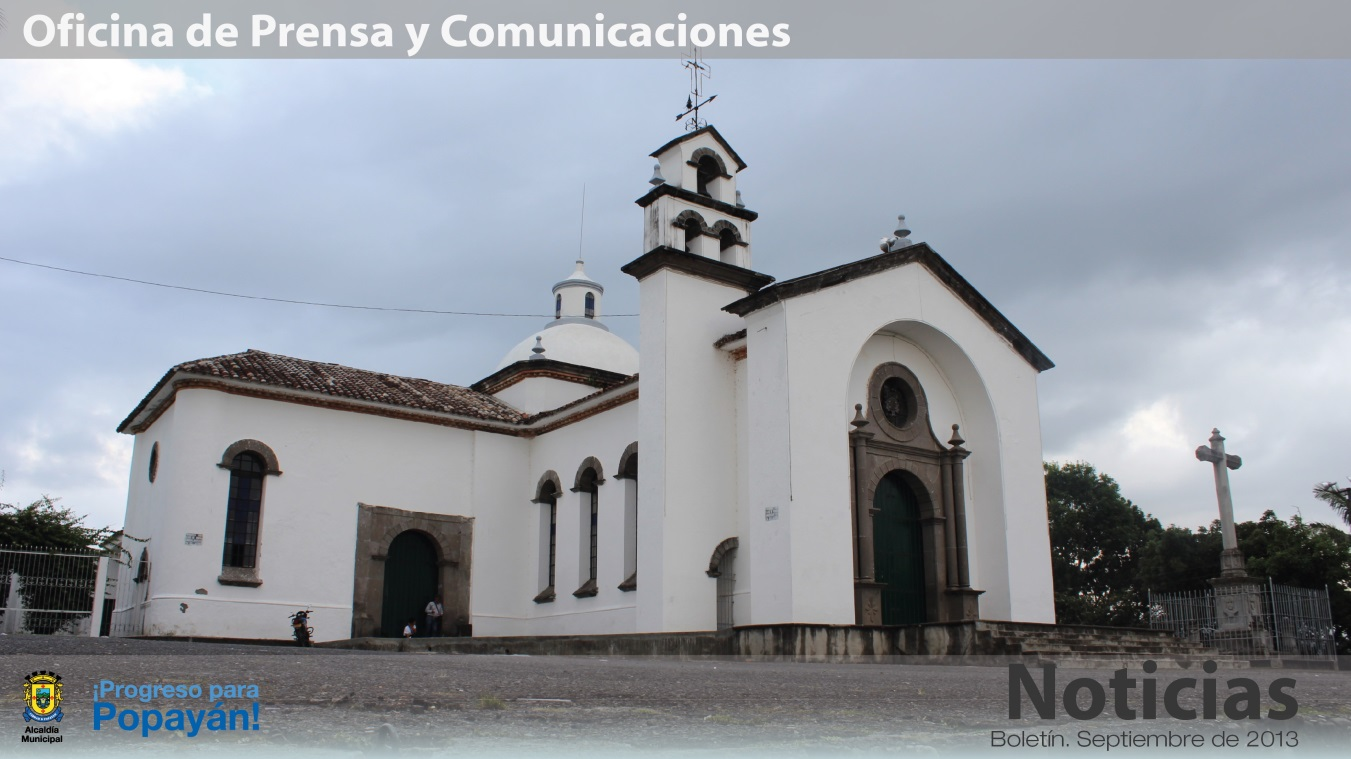 Oficina de Prensa y Comunicaciones
Alcaldía
Municipal
¡Progreso para
Popayán!
Noticias
Boletín. Septiembre de 2013